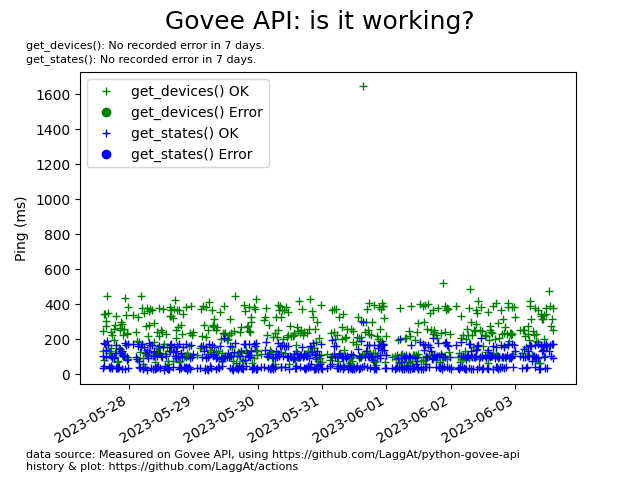 Govee API: is it working?
get_devices(): No recorded error in 7 days.
get_states(): No recorded error in 7 days.
get_devices() OK
get_devices() Error
get_states() OK
get_states() Error
Ping (ms)
1600
1400
1200
1000
800
600
400
200
0
2023-05-28
2023-05-29
2023-05-30
2023-05-31
2023-06-01
2023-06-02
2023-06-03
data source: Measured on Govee API, using https://github.com/LaggAt/python-govee-api
history & plot: https://github.com/LaggAt/actions